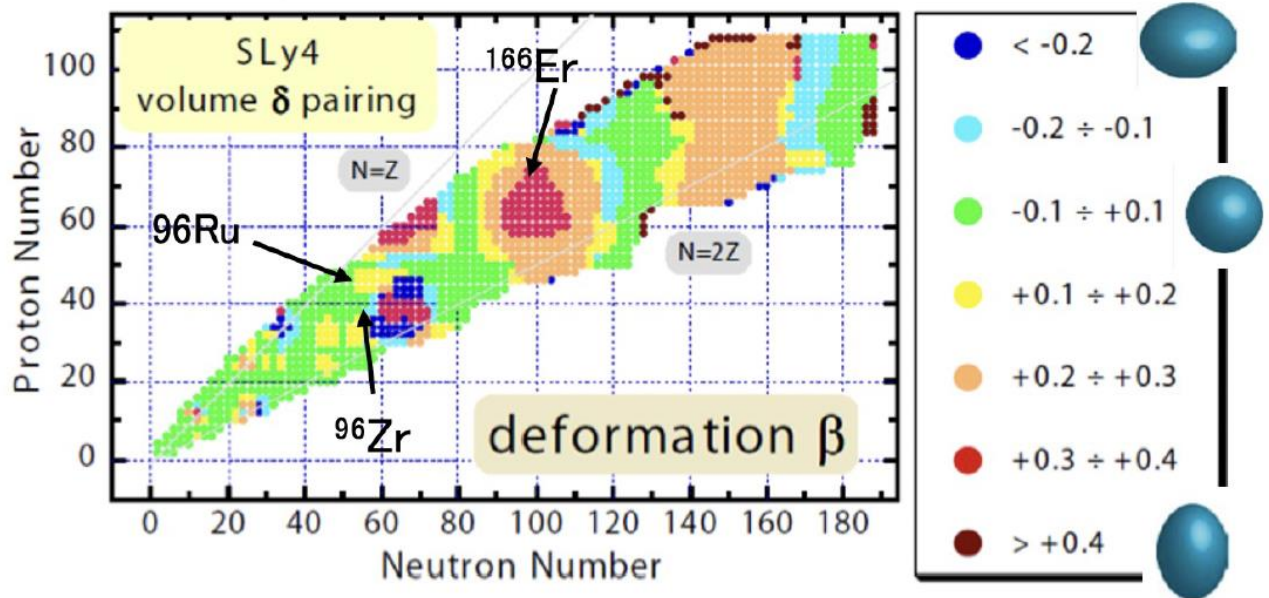 SLy4
volume δ pairing
166Er
N=Z
96Ru
N=2Z
96Zr
deformation β
Proton Number
100
80
60
40
20
0
0 20 40 60 80 100 120 140 160 180
Neutron Number
< -0.2
-0.2 ÷ -0.1
-0.1 ÷ +0.1
+0.1 ÷ +0.2
+0.2 ÷ +0.3
+0.3 ÷ +0.4
> +0.4